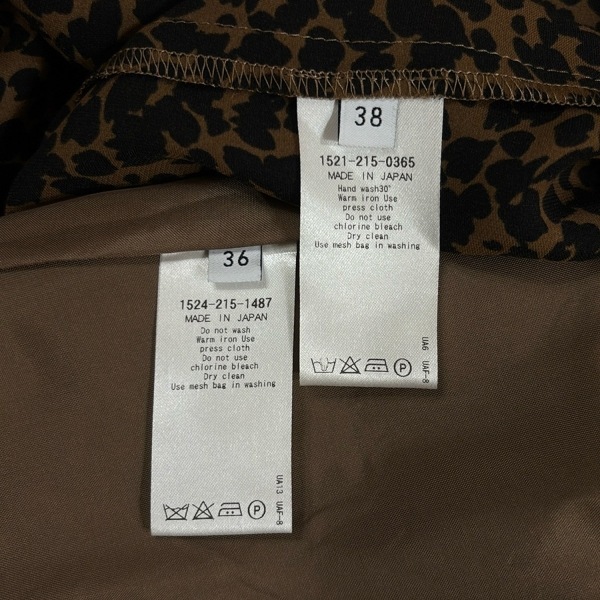 38
1521-215-0365
MADE IN JAPAN
Hand wash30°
Warm iron Use
press cloth
Do not use
chlorine bleach
Dry clean
Use mesh bag in washing
UA6 UAF-8
P
36
1524-215-1487
MADE IN JAPAN
Do not wash
Warm iron Use
press cloth
Do not use
chlorine bleach
Dry clean
Use mesh bag in washing
UA13 UAF-8
P